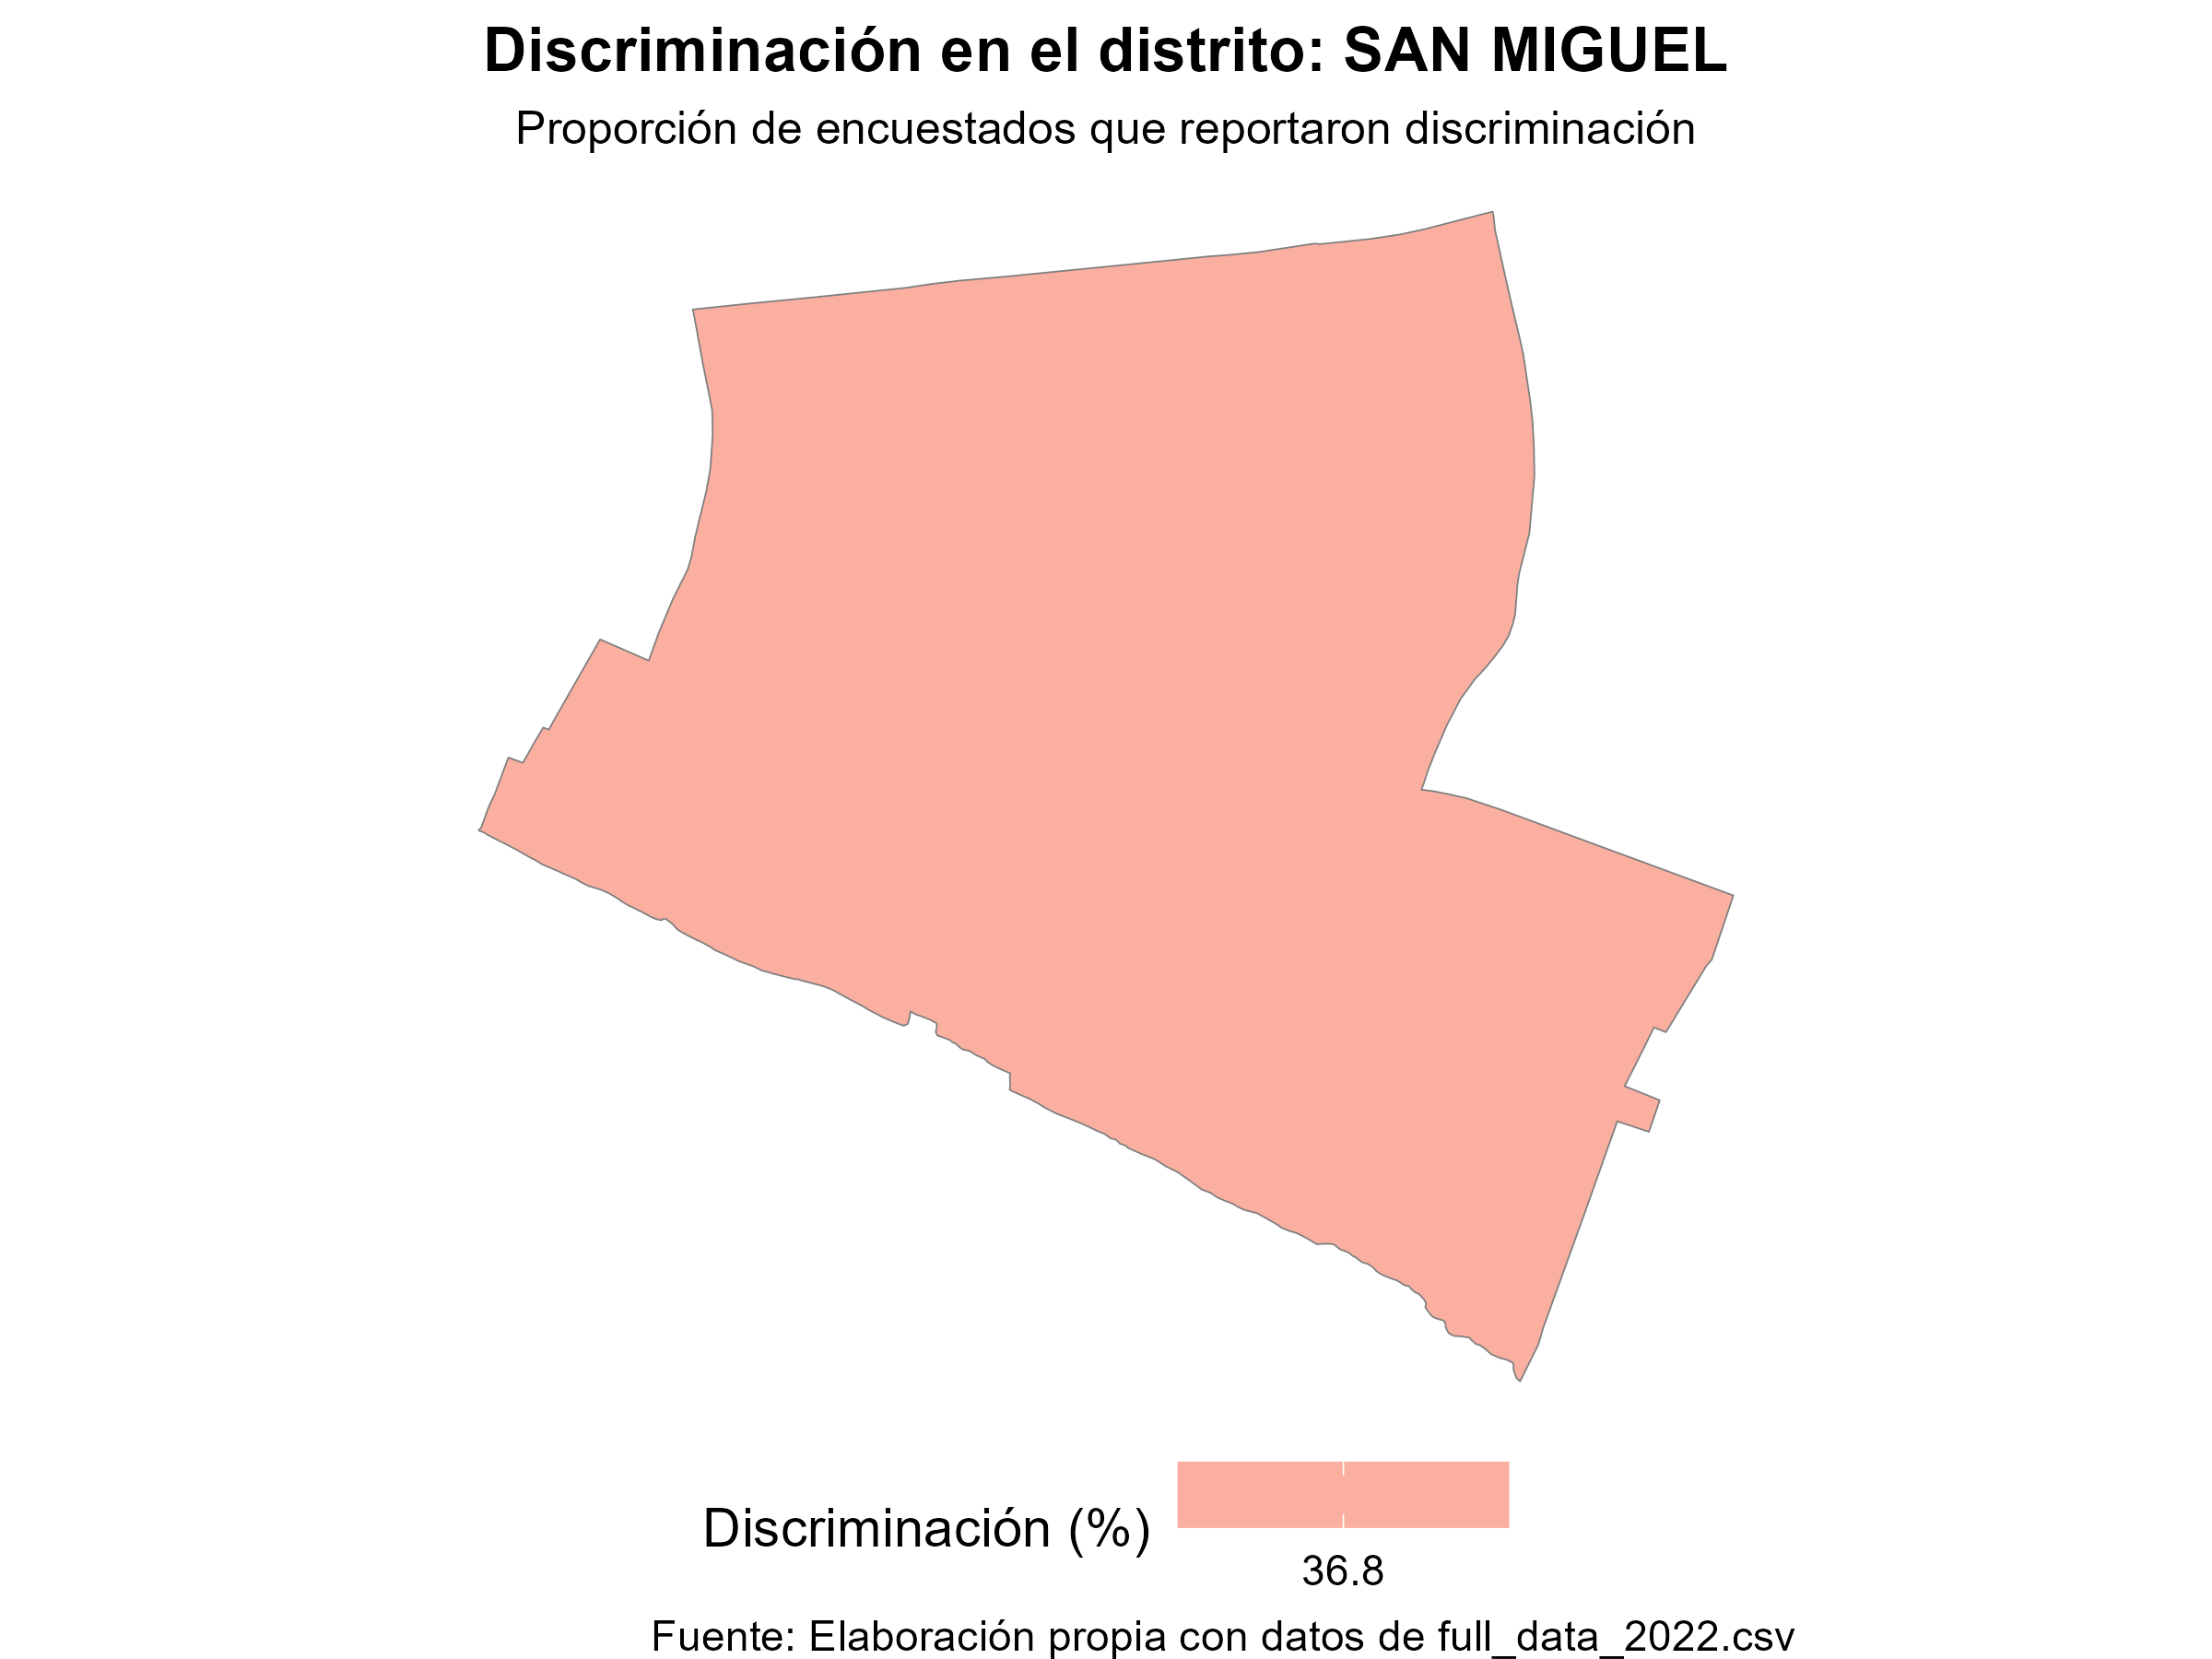 Discriminación en el distrito: SAN MIGUEL
Proporción de encuestados que reportaron discriminación
Discriminación (%)
36.8
Fuente: Elaboración propia con datos de full_data_2022.csv